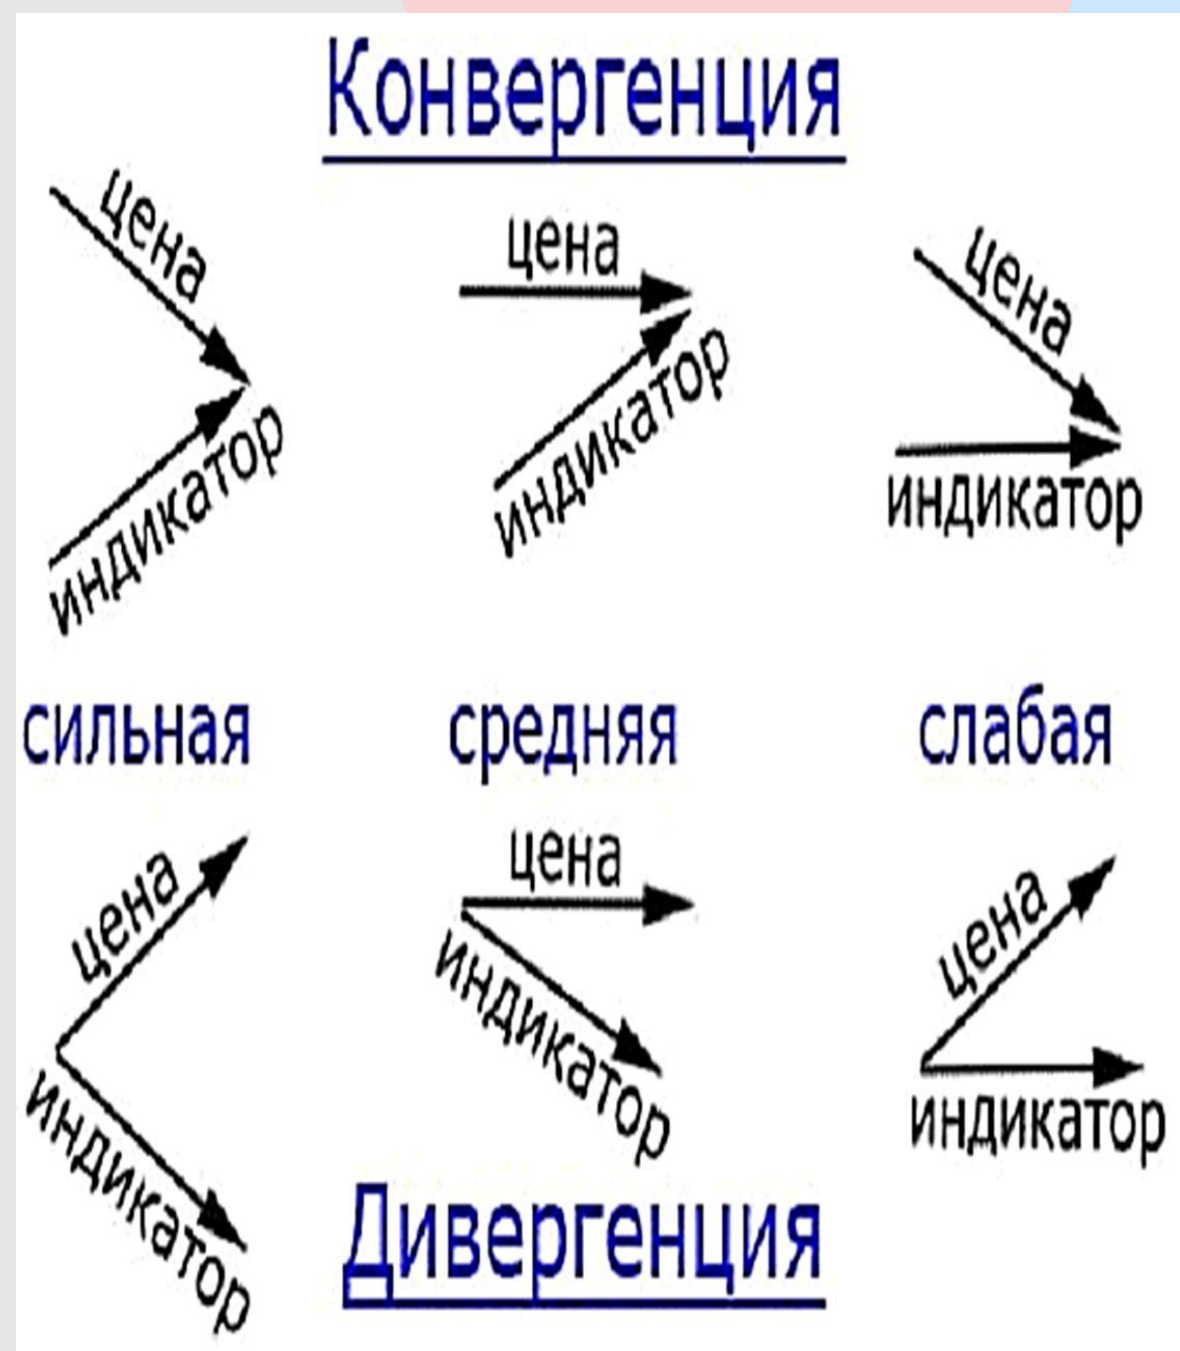 Конвергенция
цена
цена
цена
индикатор
индикатор
индикатор
сильная
средняя
слабая
цена
цена
цена
индикатор
индикатор
индикатор
Дивергенция